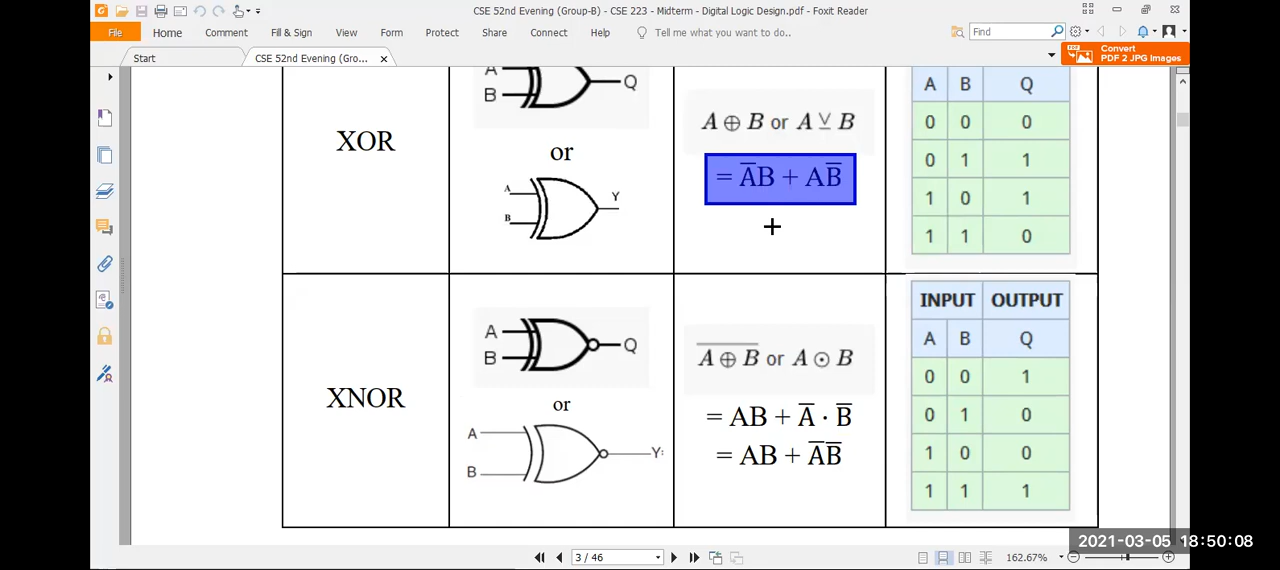 CSE 52nd Evening (Group-B) - CSE 223 - Midterm - Digital Logic Design.pdf - Foxit Reader
File Home Comment Fill & Sign View Form Protect Share Connect Help Tell me what you want to do.. Find
Start CSE 52nd Evening (Gro... Convert
PDF 2 JPG Images
XOR
A
B Q
or
A
B Y
A ⊕ B or A ⊻ B
= A̅B + AB̅
A B Q
0 0 0
0 1 1
1 0 1
1 1 0
XNOR
A
B Q
or
A
B Y:
A̅ ̅⊕̅ ̅B̅ or A ⊙ B
= AB + A̅ · B̅
= AB + A̅B̅
INPUT OUTPUT
A B Q
0 0 1
0 1 0
1 0 0
1 1 1
3 / 46 162.67%
2021-03-05 18:50:08